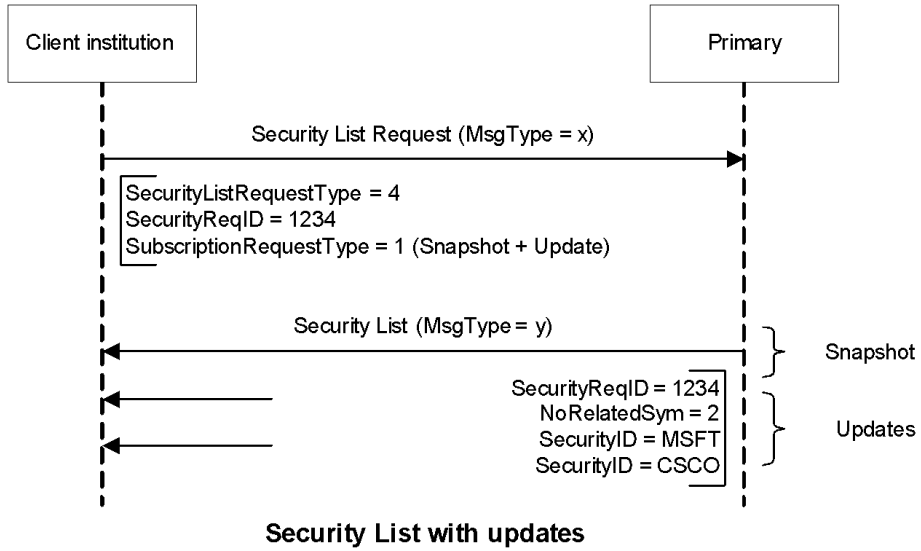 Client institution
Primary
Security List Request (MsgType = x)
SecurityListRequestType = 4
SecurityReqID = 1234
SubscriptionRequestType = 1 (Snapshot + Update)
Security List (MsgType = y)
Snapshot
SecurityReqID = 1234
NoRelatedSym = 2
SecurityID = MSFT
SecurityID = CSCO
Updates
Security List with updates